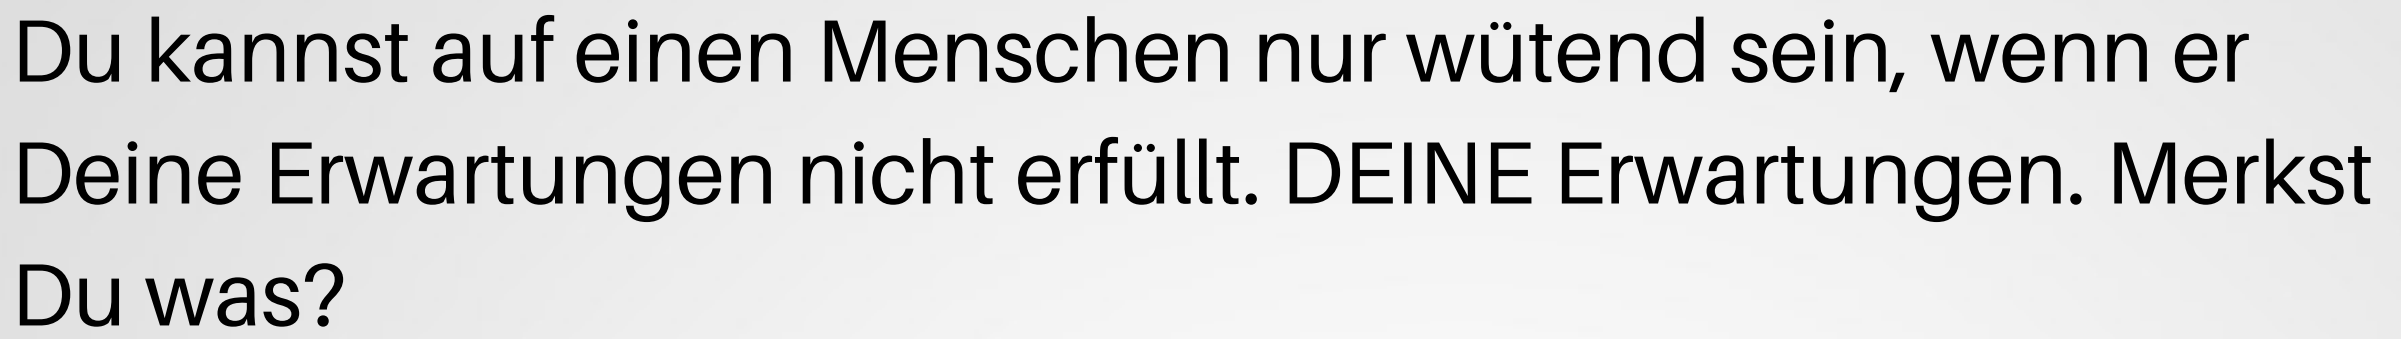 Du kannst auf einen Menschen nur wütend sein, wenn er
Deine Erwartungen nicht erfüllt. DEINE Erwartungen. Merkst
Du was?